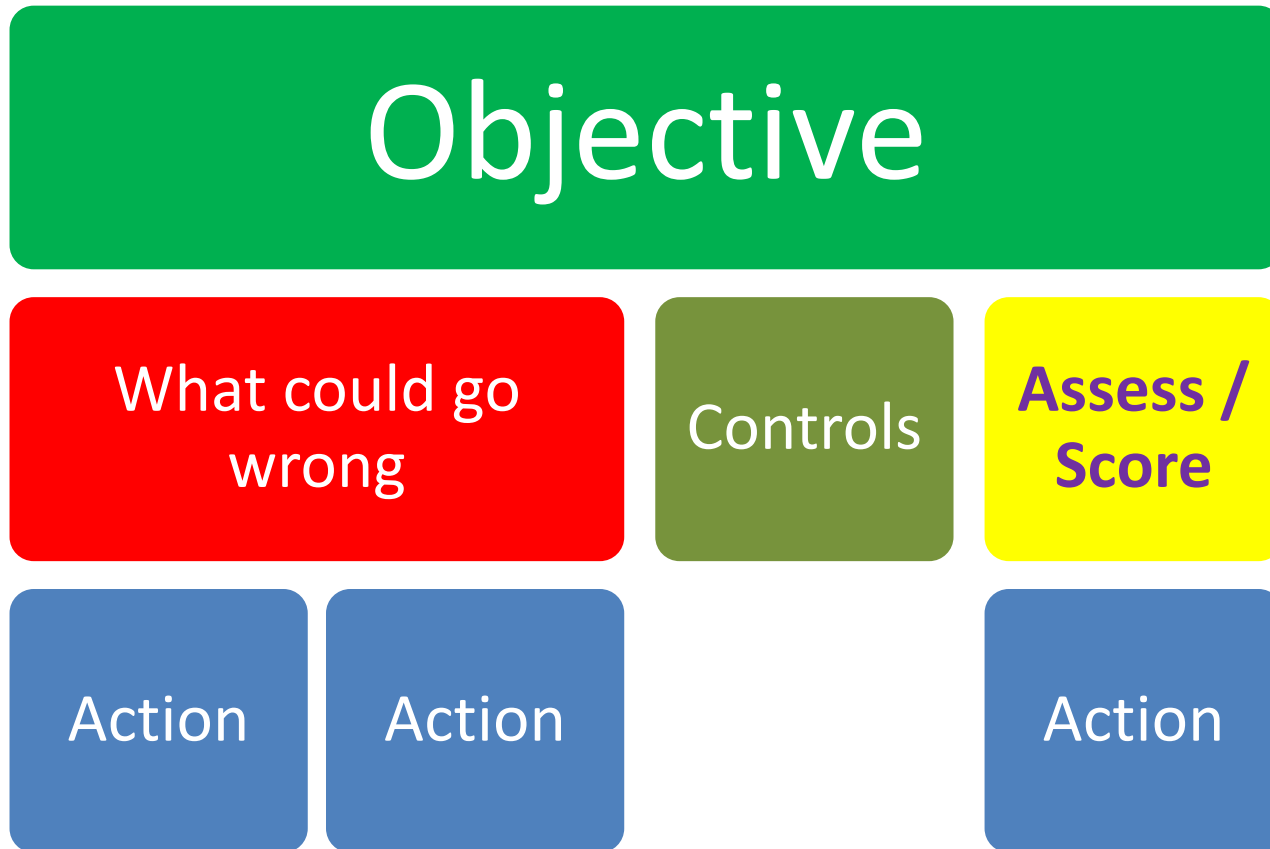 Objective
What could go
wrong
Controls
Assess /
Score
Action
Action
Action